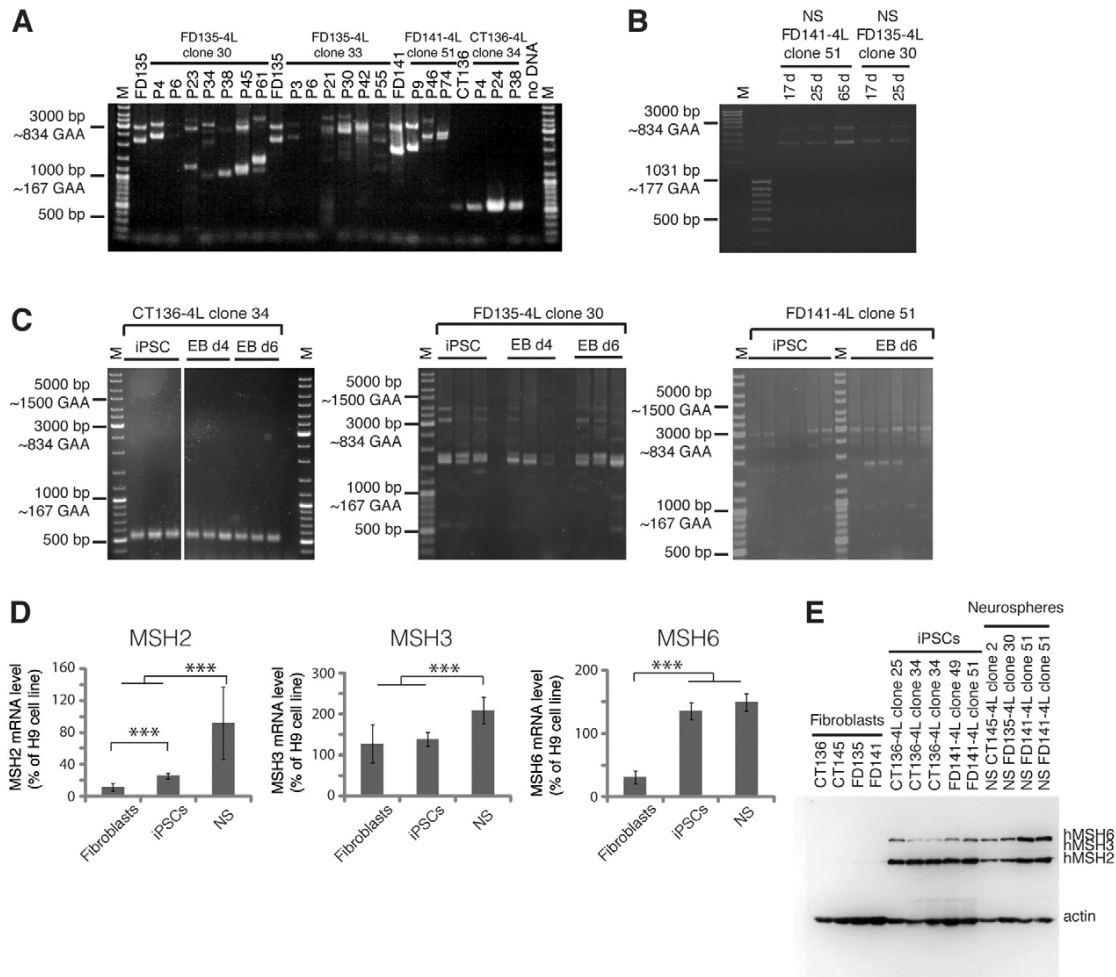 A
FD135-4L clone 30
FD135-4L clone 33
FD141-4L clone 51
CT136-4L clone 34
M
FD135
P4
P6
P23
P34
P38
P45
P61
FD135
P3
P6
P21
P30
P42
P55
FD141
P9
P46
P74
CT136
P4
P24
P38
no DNA
M
3000 bp
~834 GAA
1000 bp
~167 GAA
500 bp
B
NS FD141-4L clone 51
NS FD135-4L clone 30
M
17 d
25 d
65 d
17 d
25 d
3000 bp
~834 GAA
1031 bp
~177 GAA
500 bp
C
CT136-4L clone 34
M
iPSC
EB d4
EB d6
M
5000 bp
~1500 GAA
3000 bp
~834 GAA
1000 bp
~167 GAA
500 bp
FD135-4L clone 30
M
iPSC
EB d4
EB d6
5000 bp
~1500 GAA
3000 bp
~834 GAA
1000 bp
~167 GAA
500 bp
FD141-4L clone 51
M
iPSC
M
EB d6
5000 bp
~1500 GAA
3000 bp
~834 GAA
1000 bp
~167 GAA
500 bp
D
MSH2
MSH2 mRNA level
(% of H9 cell line)
160
120
80
60
40
20
0
***
***
Fibroblasts
iPSCs
NS
MSH3
MSH3 mRNA level
(% of H9 cell line)
300
200
100
0
***
Fibroblasts
iPSCs
NS
MSH6
MSH6 mRNA level
(% of H9 cell line)
150
100
50
0
***
Fibroblasts
iPSCs
NS
E
Neurospheres
iPSCs
Fibroblasts
CT136
CT145
FD135
FD141
CT136-4L clone 25
CT136-4L clone 34
CT136-4L clone 34
FD141-4L clone 49
FD141-4L clone 51
NS CT145-4L clone 2
NS FD135-4L clone 30
NS FD141-4L clone 51
NS FD141-4L clone 51
hMSH6
hMSH3
hMSH2
actin